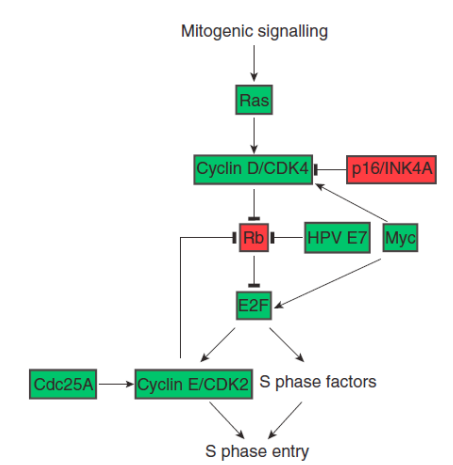 Mitogenic signalling
Ras
Cyclin D/CDK4
p16/INK4A
Rb
HPV E7
Myc
E2F
Cdc25A
Cyclin E/CDK2
S phase factors
S phase entry